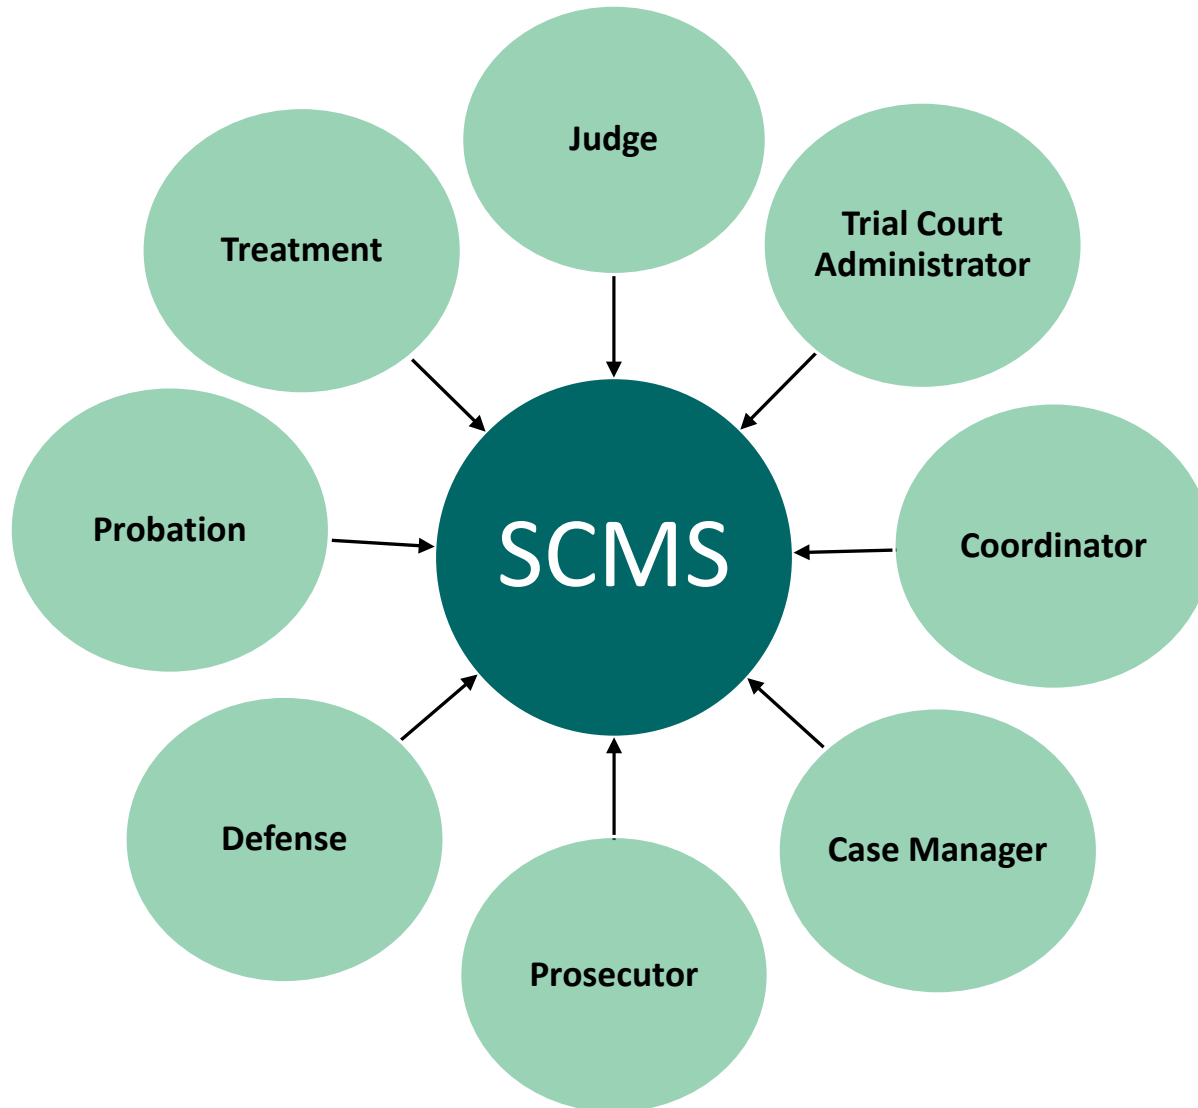 Judge
Trial Court
Administrator
Treatment
Probation
SCMS
Coordinator
Defense
Case Manager
Prosecutor